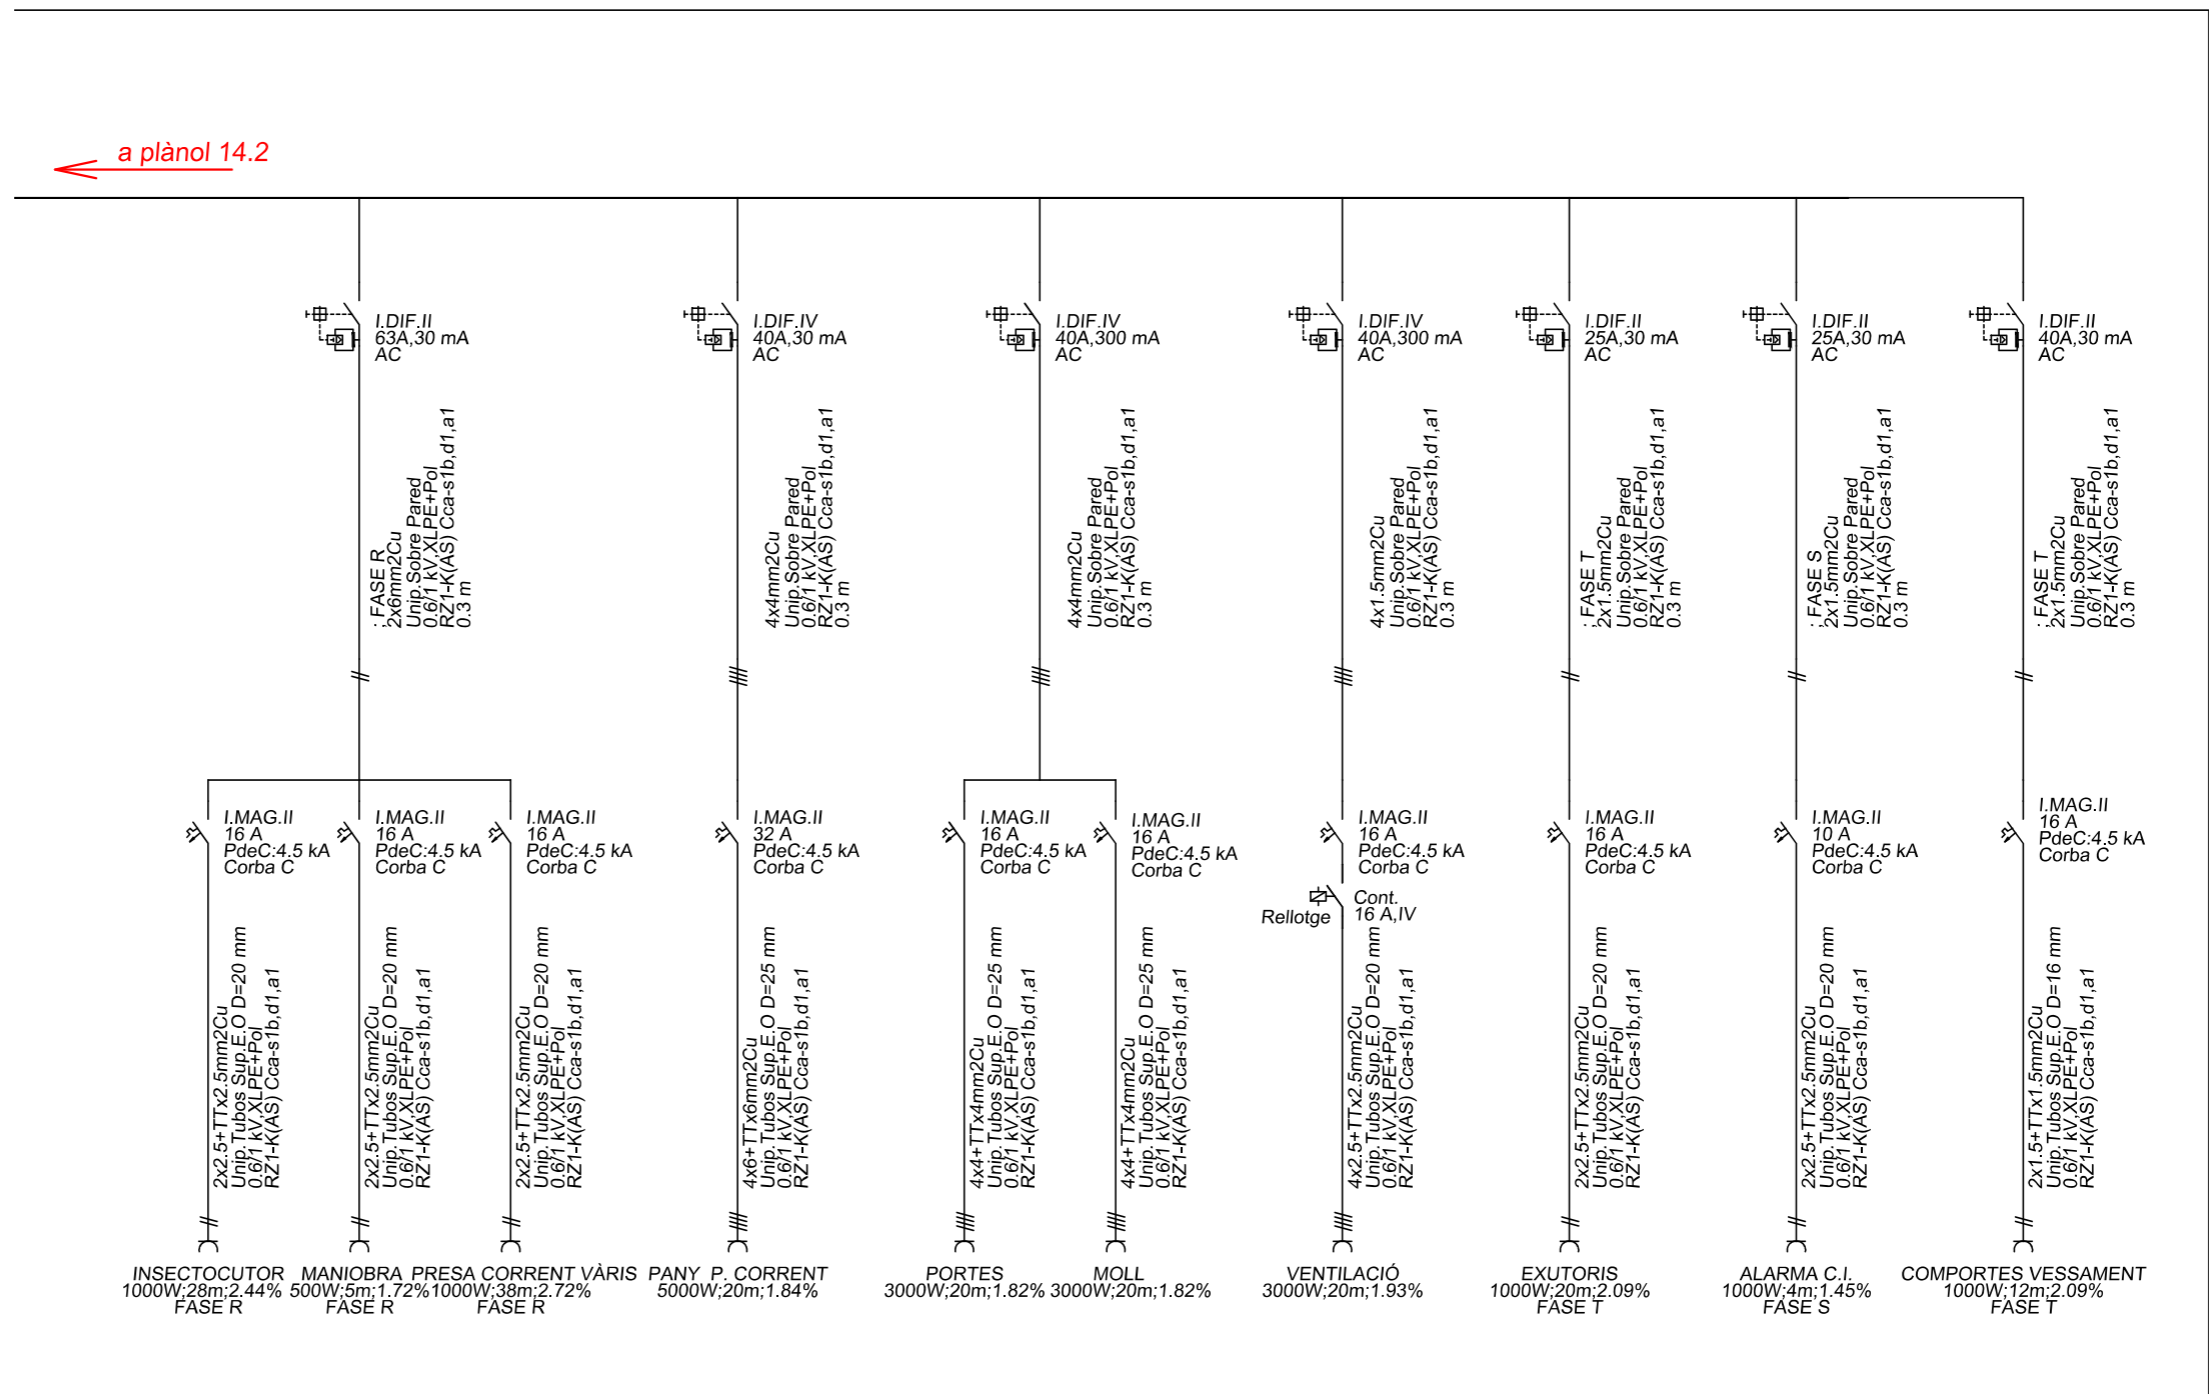 a plànol 14.2
I.DIF.II
63A,30 mA
AC
I.DIF.IV
40A,30 mA
AC
I.DIF.IV
40A,300 mA
AC
I.DIF.IV
40A,300 mA
AC
I.DIF.II
25A,30 mA
AC
I.DIF.II
25A,30 mA
AC
I.DIF.II
40A,30 mA
AC
; FASE R
2x6mm2Cu
Unip.Sobre Pared
0.6/1 kV,XLPE+Pol
RZ1-K(AS) Cca-s1b,d1,a1
0.3 m
4x4mm2Cu
Unip.Sobre Pared
0.6/1 kV,XLPE+Pol
RZ1-K(AS) Cca-s1b,d1,a1
0.3 m
4x4mm2Cu
Unip.Sobre Pared
0.6/1 kV,XLPE+Pol
RZ1-K(AS) Cca-s1b,d1,a1
0.3 m
4x1.5mm2Cu
Unip.Sobre Pared
0.6/1 kV,XLPE+Pol
RZ1-K(AS) Cca-s1b,d1,a1
0.3 m
; FASE T
2x1.5mm2Cu
Unip.Sobre Pared
0.6/1 kV,XLPE+Pol
RZ1-K(AS) Cca-s1b,d1,a1
0.3 m
; FASE S
2x1.5mm2Cu
Unip.Sobre Pared
0.6/1 kV,XLPE+Pol
RZ1-K(AS) Cca-s1b,d1,a1
0.3 m
; FASE T
2x1.5mm2Cu
Unip.Sobre Pared
0.6/1 kV,XLPE+Pol
RZ1-K(AS) Cca-s1b,d1,a1
0.3 m
I.MAG.II
16 A
PdeC:4.5 kA
Corba C
I.MAG.II
16 A
PdeC:4.5 kA
Corba C
I.MAG.II
16 A
PdeC:4.5 kA
Corba C
I.MAG.II
32 A
PdeC:4.5 kA
Corba C
I.MAG.II
16 A
PdeC:4.5 kA
Corba C
I.MAG.II
16 A
PdeC:4.5 kA
Corba C
I.MAG.II
16 A
PdeC:4.5 kA
Corba C
I.MAG.II
16 A
PdeC:4.5 kA
Corba C
I.MAG.II
10 A
PdeC:4.5 kA
Corba C
I.MAG.II
16 A
PdeC:4.5 kA
Corba C
Rellotge
Cont.
16 A,IV
2x2.5+TTx2.5mm2Cu
Unip.Tubos Sup.E.O D=20 mm
0.6/1 kV,XLPE+Pol
RZ1-K(AS) Cca-s1b,d1,a1
2x2.5+TTx2.5mm2Cu
Unip.Tubos Sup.E.O D=20 mm
0.6/1 kV,XLPE+Pol
RZ1-K(AS) Cca-s1b,d1,a1
2x2.5+TTx2.5mm2Cu
Unip.Tubos Sup.E.O D=20 mm
0.6/1 kV,XLPE+Pol
RZ1-K(AS) Cca-s1b,d1,a1
4x6+TTx6mm2Cu
Unip.Tubos Sup.E.O D=25 mm
0.6/1 kV,XLPE+Pol
RZ1-K(AS) Cca-s1b,d1,a1
4x4+TTx4mm2Cu
Unip.Tubos Sup.E.O D=25 mm
0.6/1 kV,XLPE+Pol
RZ1-K(AS) Cca-s1b,d1,a1
4x4+TTx4mm2Cu
Unip.Tubos Sup.E.O D=25 mm
0.6/1 kV,XLPE+Pol
RZ1-K(AS) Cca-s1b,d1,a1
4x2.5+TTx2.5mm2Cu
Unip.Tubos Sup.E.O D=20 mm
0.6/1 kV,XLPE+Pol
RZ1-K(AS) Cca-s1b,d1,a1
2x2.5+TTx2.5mm2Cu
Unip.Tubos Sup.E.O D=20 mm
0.6/1 kV,XLPE+Pol
RZ1-K(AS) Cca-s1b,d1,a1
2x2.5+TTx2.5mm2Cu
Unip.Tubos Sup.E.O D=20 mm
0.6/1 kV,XLPE+Pol
RZ1-K(AS) Cca-s1b,d1,a1
2x1.5+TTx1.5mm2Cu
Unip.Tubos Sup.E.O D=16 mm
0.6/1 kV,XLPE+Pol
RZ1-K(AS) Cca-s1b,d1,a1
INSECTOCUTOR
1000W;28m;2.44%
FASE R
MANIOBRA
500W;5m;1.72%
FASE R
PRESA CORRENT VÀRIS
1000W;38m;2.72%
FASE R
PANY P. CORRENT
5000W;20m;1.84%
PORTES
3000W;20m;1.82%
MOLL
3000W;20m;1.82%
VENTILACIÓ
3000W;20m;1.93%
EXUTORIS
1000W;20m;2.09%
FASE T
ALARMA C.I.
1000W;4m;1.45%
FASE S
COMPORTES VESSAMENT
1000W;12m;2.09%
FASE T